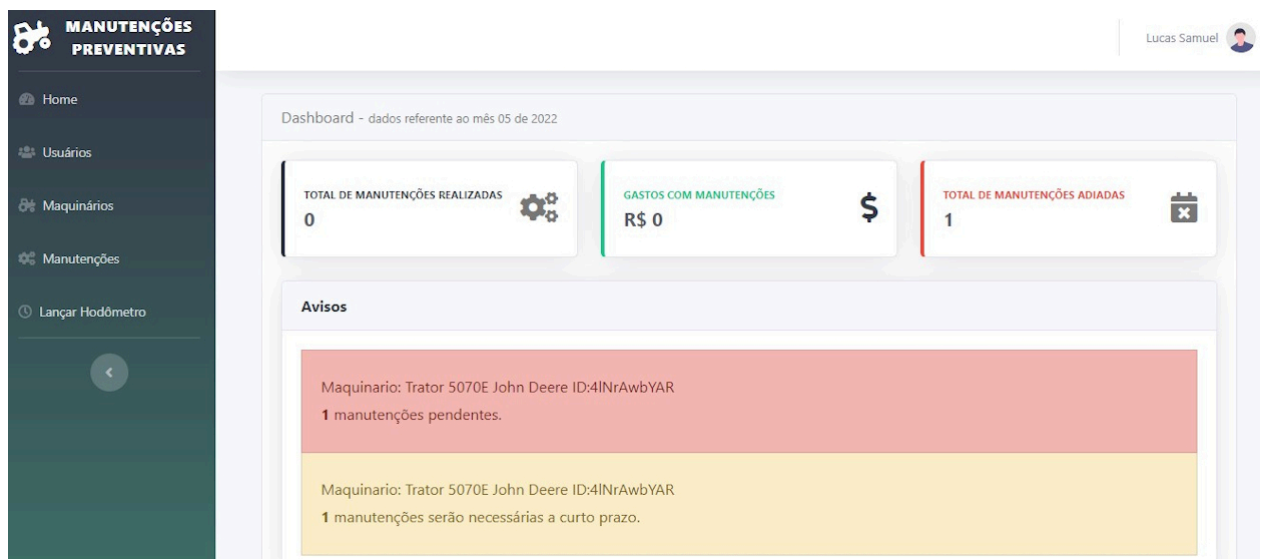 MANUTENÇÕES
PREVENTIVAS
Lucas Samuel
Home
Usuários
Maquinários
Manutenções
Lançar Hodômetro
Dashboard - dados referente ao mês 05 de 2022
TOTAL DE MANUTENÇÕES REALIZADAS
0
GASTOS COM MANUTENÇÕES
R$ 0
TOTAL DE MANUTENÇÕES ADIADAS
1
Avisos
Maquinario: Trator 5070E John Deere ID:4lNrAwbYAR
1 manutenções pendentes.
Maquinario: Trator 5070E John Deere ID:4lNrAwbYAR
1 manutenções serão necessárias a curto prazo.